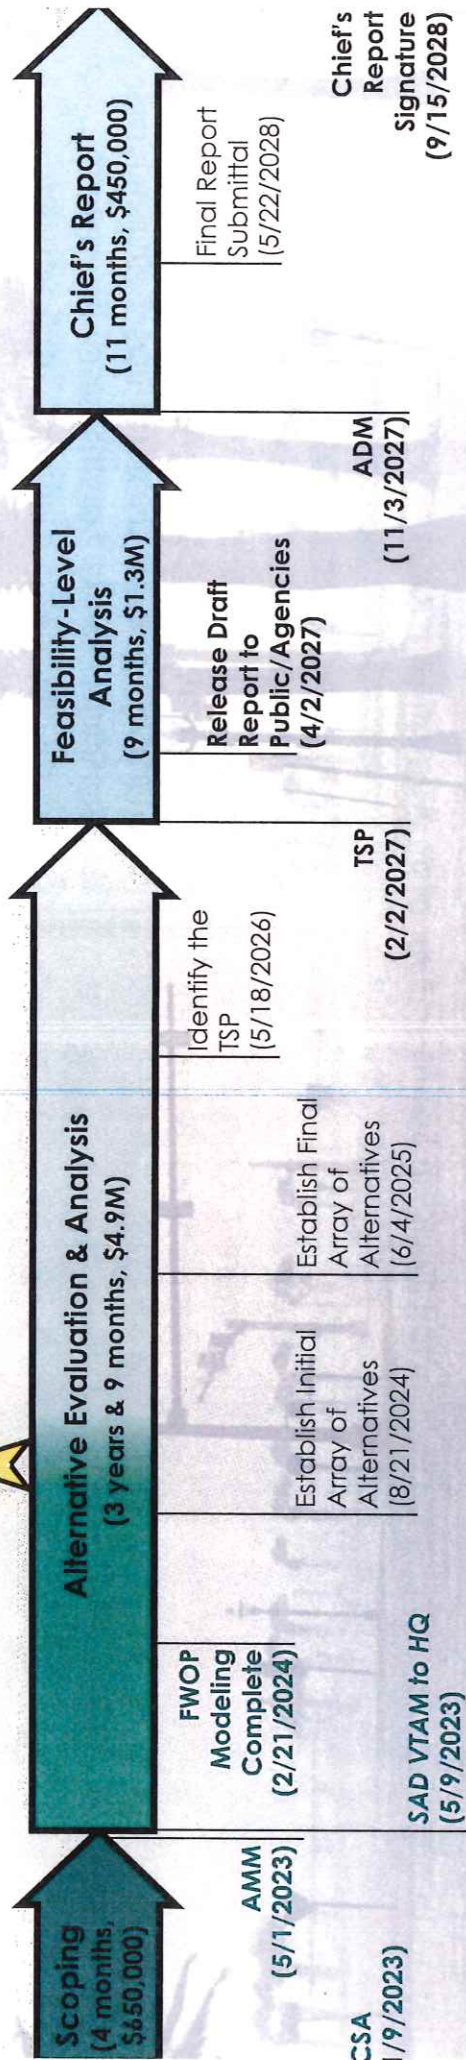 Scoping
(4 months,
$650,000)
Alternative Evaluation & Analysis
(3 years & 9 months, $4.9M)
Feasibility-Level
Analysis
(9 months, $1.3M)
Chief's Report
(11 months, $450,000)
CSA
/9/2023)
AMM
(5/1/2023)
SAD VTAM to HQ
(5/9/2023)
FWOP
Modeling
Complete
(2/21/2024)
Establish Initial
Array of
Alternatives
(8/21/2024)
Establish Final
Array of
Alternatives
(6/4/2025)
Identify the
TSP
(5/18/2026)
TSP
(2/2/2027)
Release Draft
Report to
Public/Agencies
(4/2/2027)
ADM
(11/3/2027)
Final Report
Submittal
(5/22/2028)
Chief's
Report
Signature
(9/15/2028)